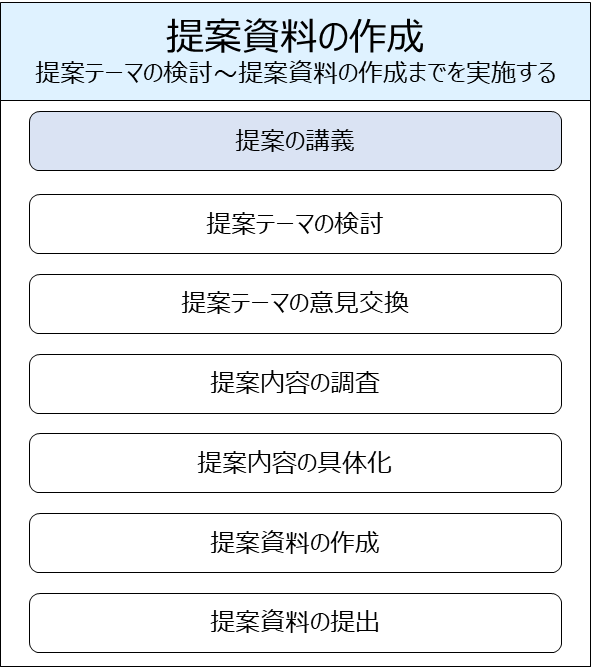 提案資料の作成
提案テーマの検討～提案資料の作成までを実施する
提案の講義
提案テーマの検討
提案テーマの意見交換
提案内容の調査
提案内容の具体化
提案資料の作成
提案資料の提出